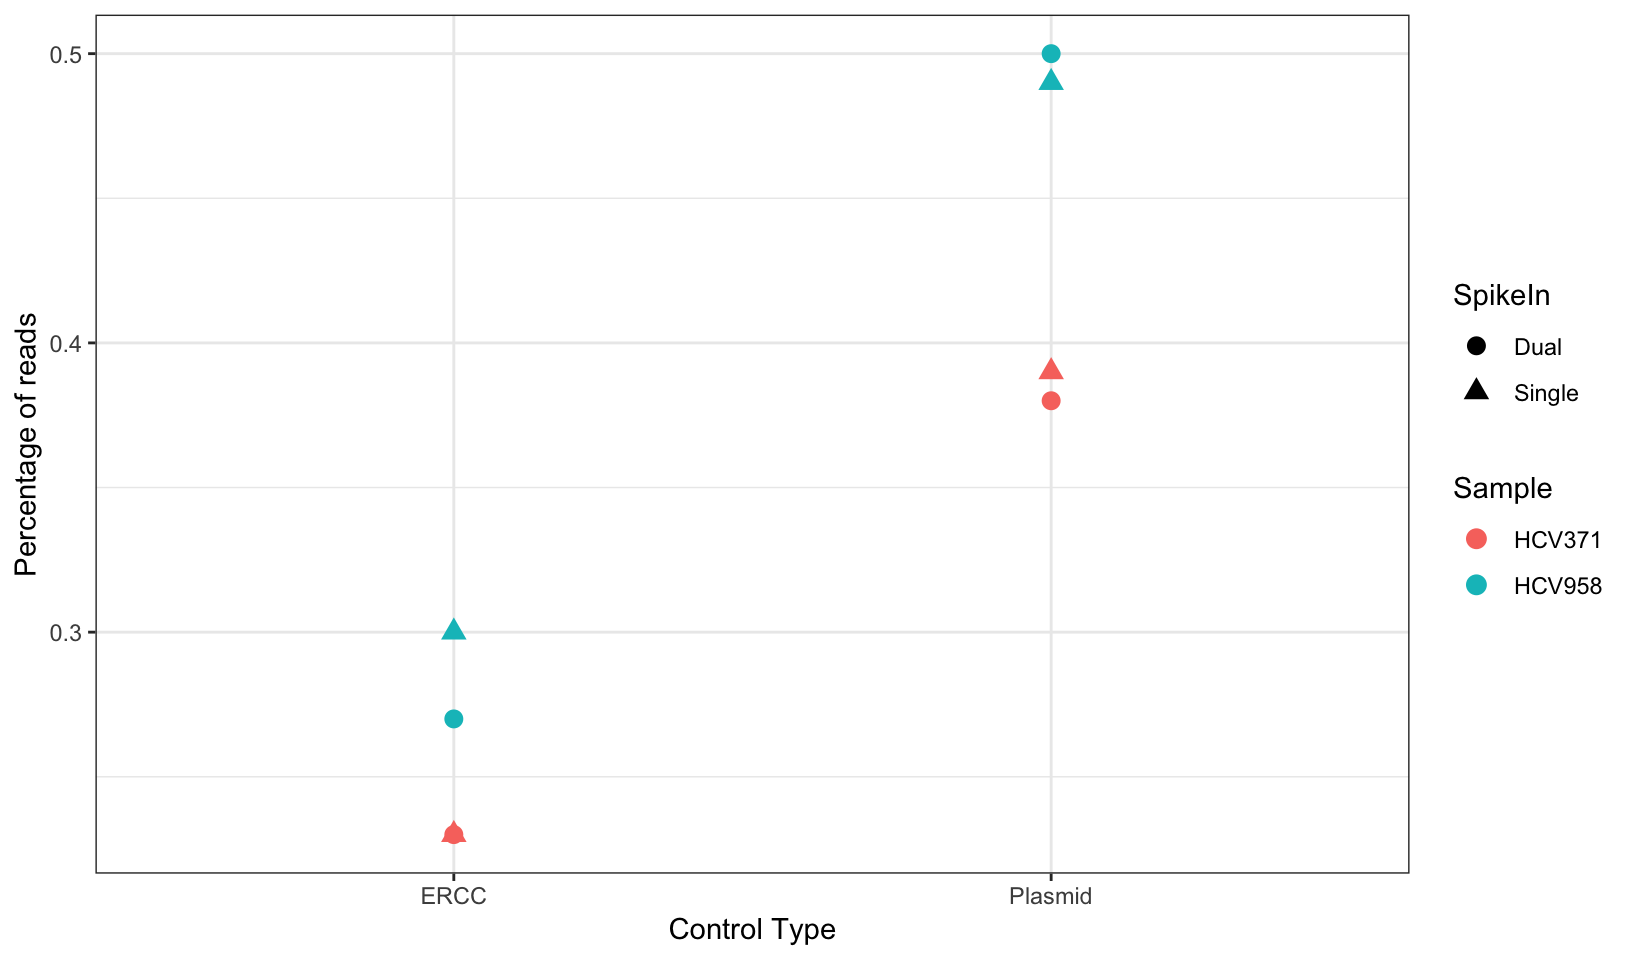 Percentage of reads
0.5
0.4
0.3
ERCC
Plasmid
Control Type
SpikeIn
Dual
Single
Sample
HCV371
HCV958